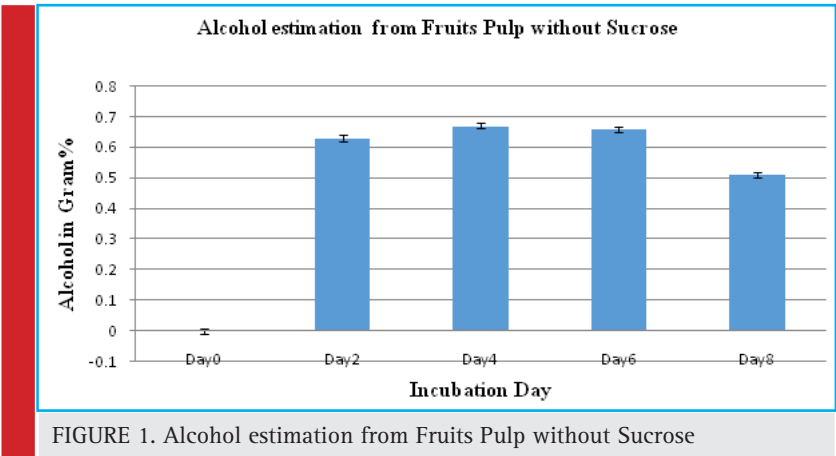 Alcohol estimation from Fruits Pulp without Sucrose
Alcohol in Gram%
0.8
0.7
0.6
0.5
0.4
0.3
0.2
0.1
0
-0.1
Day0 Day2 Day4 Day6 Day8
Incubation Day
FIGURE 1. Alcohol estimation from Fruits Pulp without Sucrose